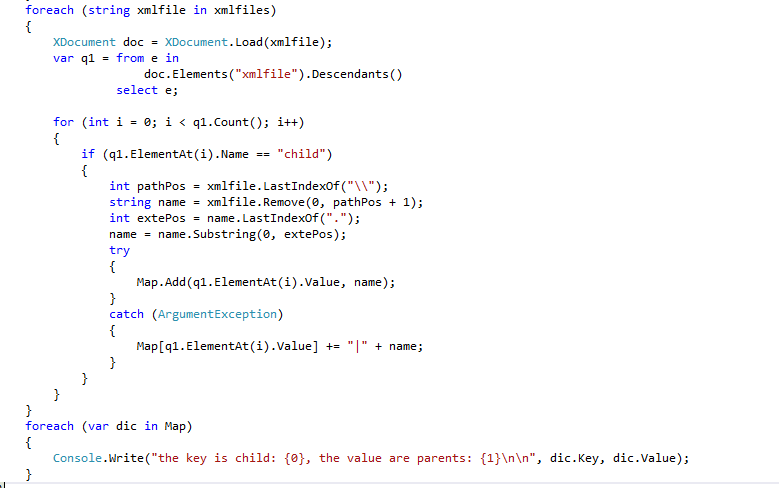 foreach (string xmlfile in xmlfiles)
{
XDocument doc = XDocument.Load(xmlfile);
var q1 = from e in
doc.Elements("xmlfile").Descendants()
select e;
for (int i = 0; i < q1.Count(); i++)
{
if (q1.ElementAt(i).Name == "child")
{
int pathPos = xmlfile.LastIndexOf("\\");
string name = xmlfile.Remove(0, pathPos + 1);
int extePos = name.LastIndexOf(".");
name = name.Substring(0, extePos);
try
{
Map.Add(q1.ElementAt(i).Value, name);
}
catch (ArgumentException)
{
Map[q1.ElementAt(i).Value] += "|" + name;
}
}
}
}
foreach (var dic in Map)
{
Console.Write("the key is child: {0}, the value are parents: {1}\n\n", dic.Key, dic.Value);
}